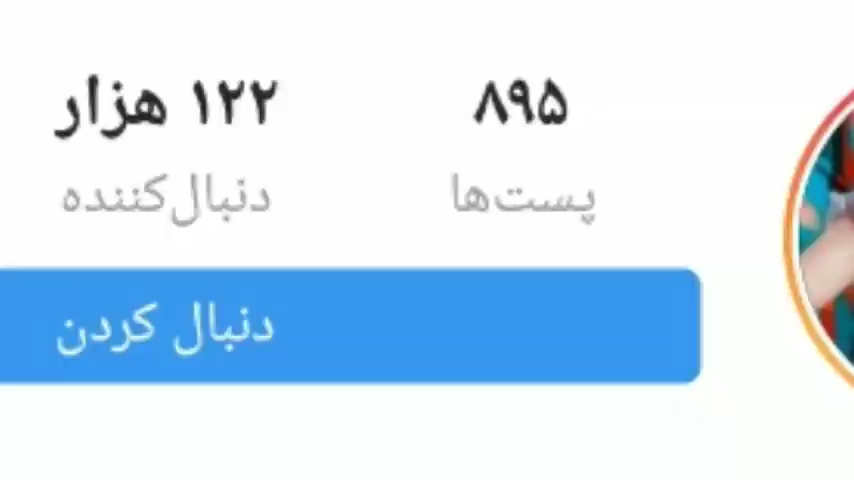 ۸۹۵ ۱۲۲ هزار
پست‌ها دنبال‌کننده
دنبال کردن